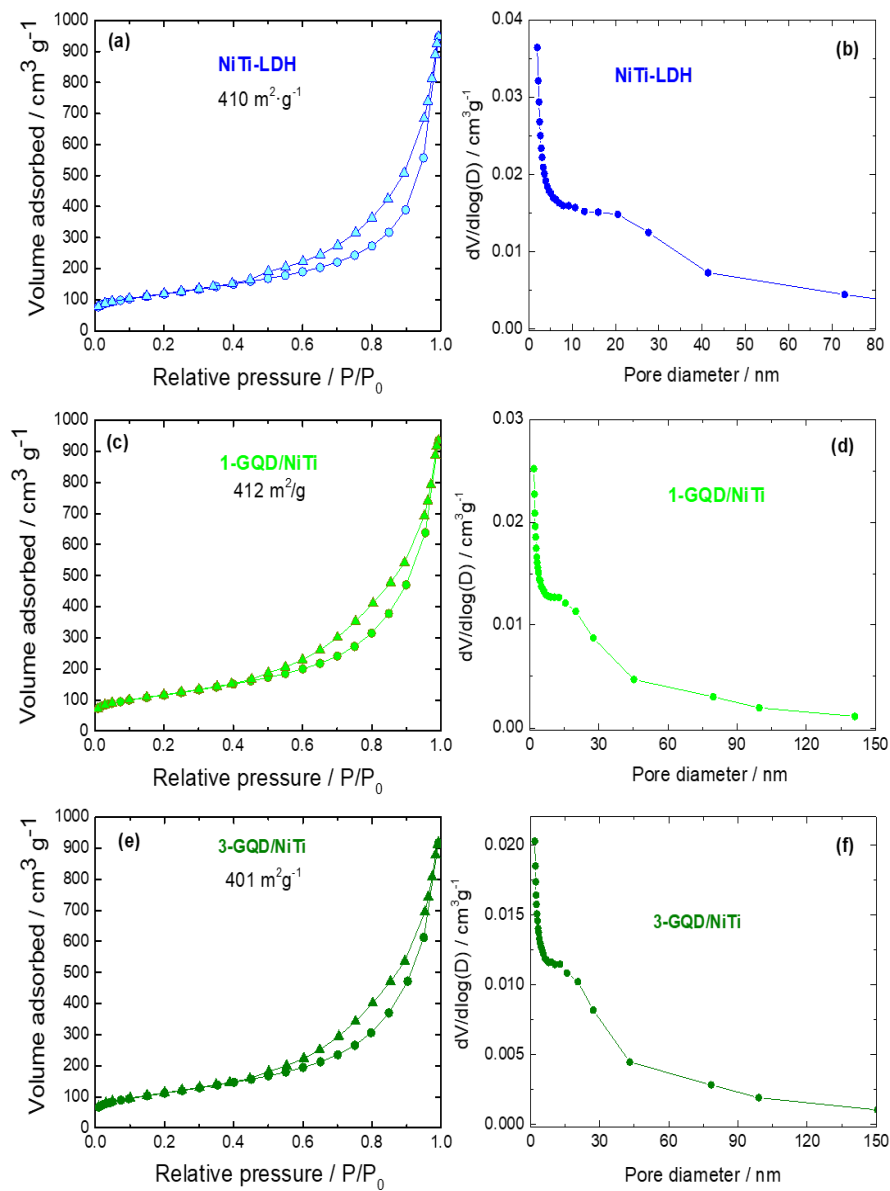 (a)
NiTi-LDH
410 m²·g⁻¹
Volume adsorbed / cm³ g⁻¹
1000
900
800
700
600
500
400
300
200
100
0
0.0 0.2 0.4 0.6 0.8 1.0
Relative pressure / P/P₀
(b)
NiTi-LDH
dV/dlog(D) / cm³g⁻¹
0.04
0.03
0.02
0.01
0.00
0 10 20 30 40 50 60 70 80
Pore diameter / nm
(c)
1-GQD/NiTi
412 m²/g
Volume adsorbed / cm³ g⁻¹
1000
900
800
700
600
500
400
300
200
100
0
0.0 0.2 0.4 0.6 0.8 1.0
Relative pressure / P/P₀
(d)
1-GQD/NiTi
dV/dlog(D) / cm³g⁻¹
0.03
0.02
0.01
0.00
0 30 60 90 120 150
Pore diameter / nm
(e)
3-GQD/NiTi
401 m²g⁻¹
Volume adsorbed / cm³ g⁻¹
1000
900
800
700
600
500
400
300
200
100
0
0.0 0.2 0.4 0.6 0.8 1.0
Relative pressure / P/P₀
(f)
3-GQD/NiTi
dV/dlog(D) / cm³g⁻¹
0.020
0.015
0.010
0.005
0.000
0 30 60 90 120 150
Pore diameter / nm